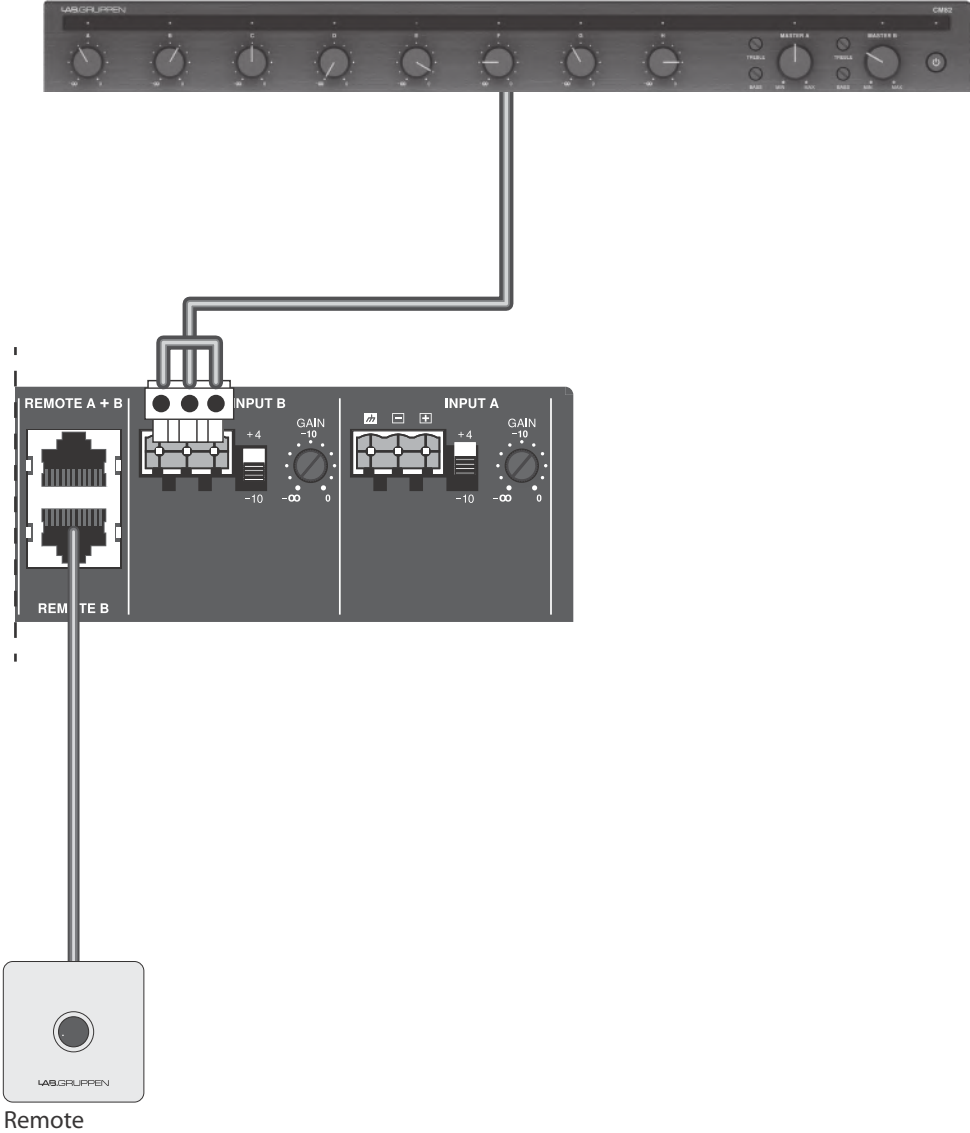 LAB.GRUPPEN CM82
A B C D E F G H MASTER A MASTER B
TREBLE TREBLE
BASS MIN MAX BASS MIN MAX
REMOTE A + B
INPUT B
INPUT A
GAIN
-10
+4
-10
-∞ 0
GAIN
-10
+4
-10
-∞ 0
REMOTE B
LAB.GRUPPEN
Remote